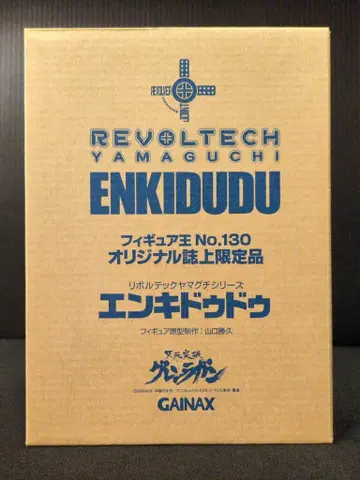 REVOLTECH
YAMAGUCHI
ENKIDUDU
フィギュア王 No.130
オリジナル誌上限定品
リボルテックヤマグチシリーズ
エンキドゥドゥ
フィギュア原型制作：山口勝久
天元突破
グレンラガン
GAINAX